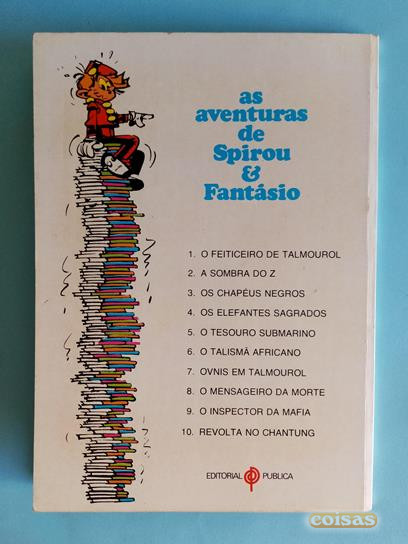 as
aventuras
de
Spirou
&
Fantásio
1. O FEITICEIRO DE TALMOUROL
2. A SOMBRA DO Z
3. OS CHAPÉUS NEGROS
4. OS ELEFANTES SAGRADOS
5. O TESOURO SUBMARINO
6. O TALISMÃ AFRICANO
7. OVNIS EM TALMOUROL
8. O MENSAGEIRO DA MORTE
9. O INSPECTOR DA MAFIA
10. REVOLTA NO CHANTUNG
EDITORIAL PUBLICA
coisas